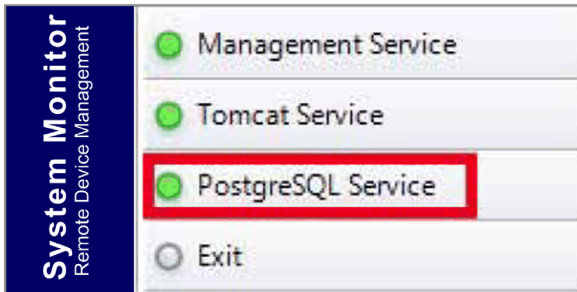 System Monitor
Remote Device Management
Management Service
Tomcat Service
PostgreSQL Service
Exit